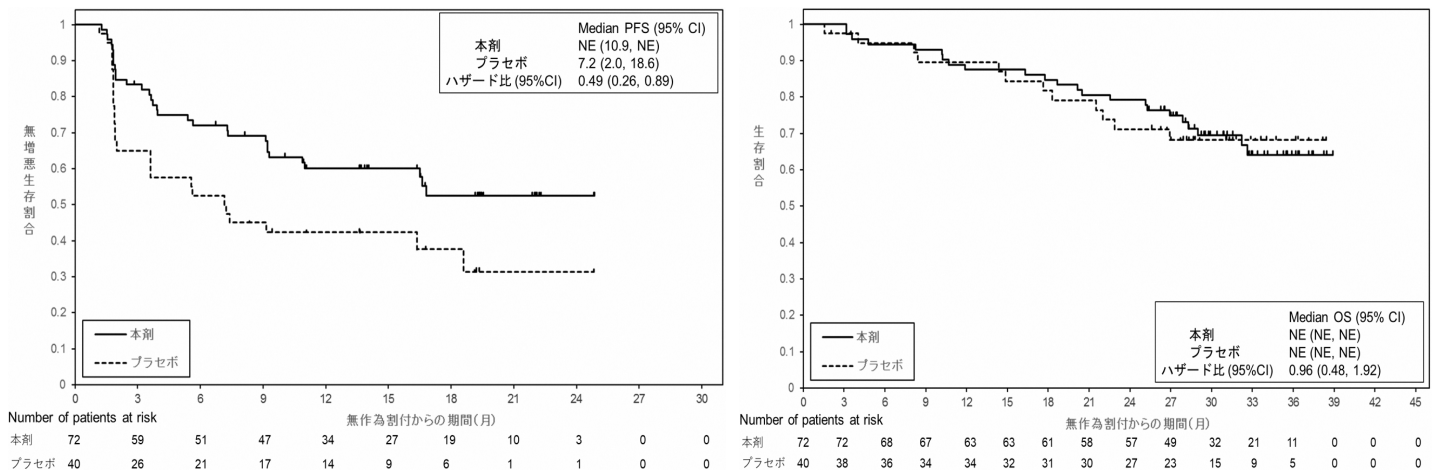 Median PFS (95% CI)
本剤 NE (10.9, NE)
プラセボ 7.2 (2.0, 18.6)
ハザード比 (95%CI) 0.49 (0.26, 0.89)
無増悪生存割合
1
0.9
0.8
0.7
0.6
0.5
0.4
0.3
0.2
0.1
0
本剤
プラセボ
0 3 6 9 12 15 18 21 24 27 30
無作為割付からの期間(月)
Number of patients at risk
本剤 72 59 51 47 34 27 19 10 3 0 0
プラセボ 40 26 21 17 14 9 6 1 1 0 0
生存割合
1
0.9
0.8
0.7
0.6
0.5
0.4
0.3
0.2
0.1
0
本剤
プラセボ
Median OS (95% CI)
本剤 NE (NE, NE)
プラセボ NE (NE, NE)
ハザード比 (95%CI) 0.96 (0.48, 1.92)
0 3 6 9 12 15 18 21 24 27 30 33 36 39 42 45
無作為割付からの期間(月)
Number of patients at risk
本剤 72 72 68 67 63 63 61 58 57 49 32 21 11 0 0 0
プラセボ 40 38 36 34 34 32 31 30 27 23 15 9 5 0 0 0